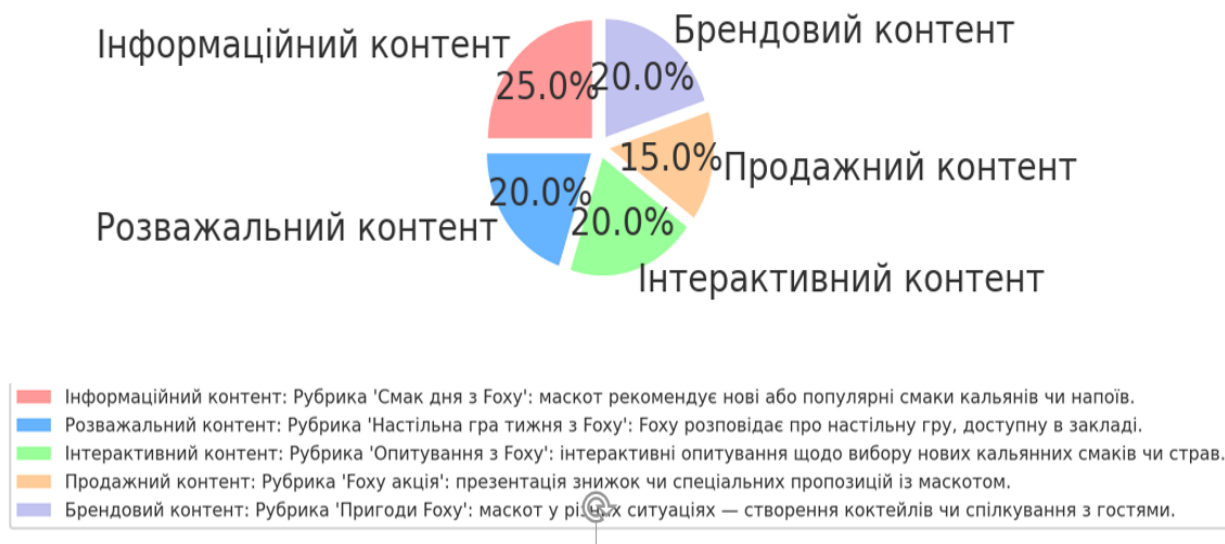 Інформаційний контент
Брендовий контент
25.0%
20.0%
15.0%
Продажний контент
20.0%
20.0%
Розважальний контент
Інтерактивний контент
Інформаційний контент: Рубрика 'Смак дня з Foxy': маскот рекомендує нові або популярні смаки кальянів чи напоїв.
Розважальний контент: Рубрика 'Настільна гра тижня з Foxy': Foxy розповідає про настільну гру, доступну в закладі.
Інтерактивний контент: Рубрика 'Опитування з Foxy': інтерактивні опитування щодо вибору нових кальянних смаків чи страв.
Продажний контент: Рубрика 'Foxy акція': презентація знижок чи спеціальних пропозицій із маскотом.
Брендовий контент: Рубрика 'Пригоди Foxy': маскот у різних ситуаціях — створення коктейлів чи спілкування з гостями.